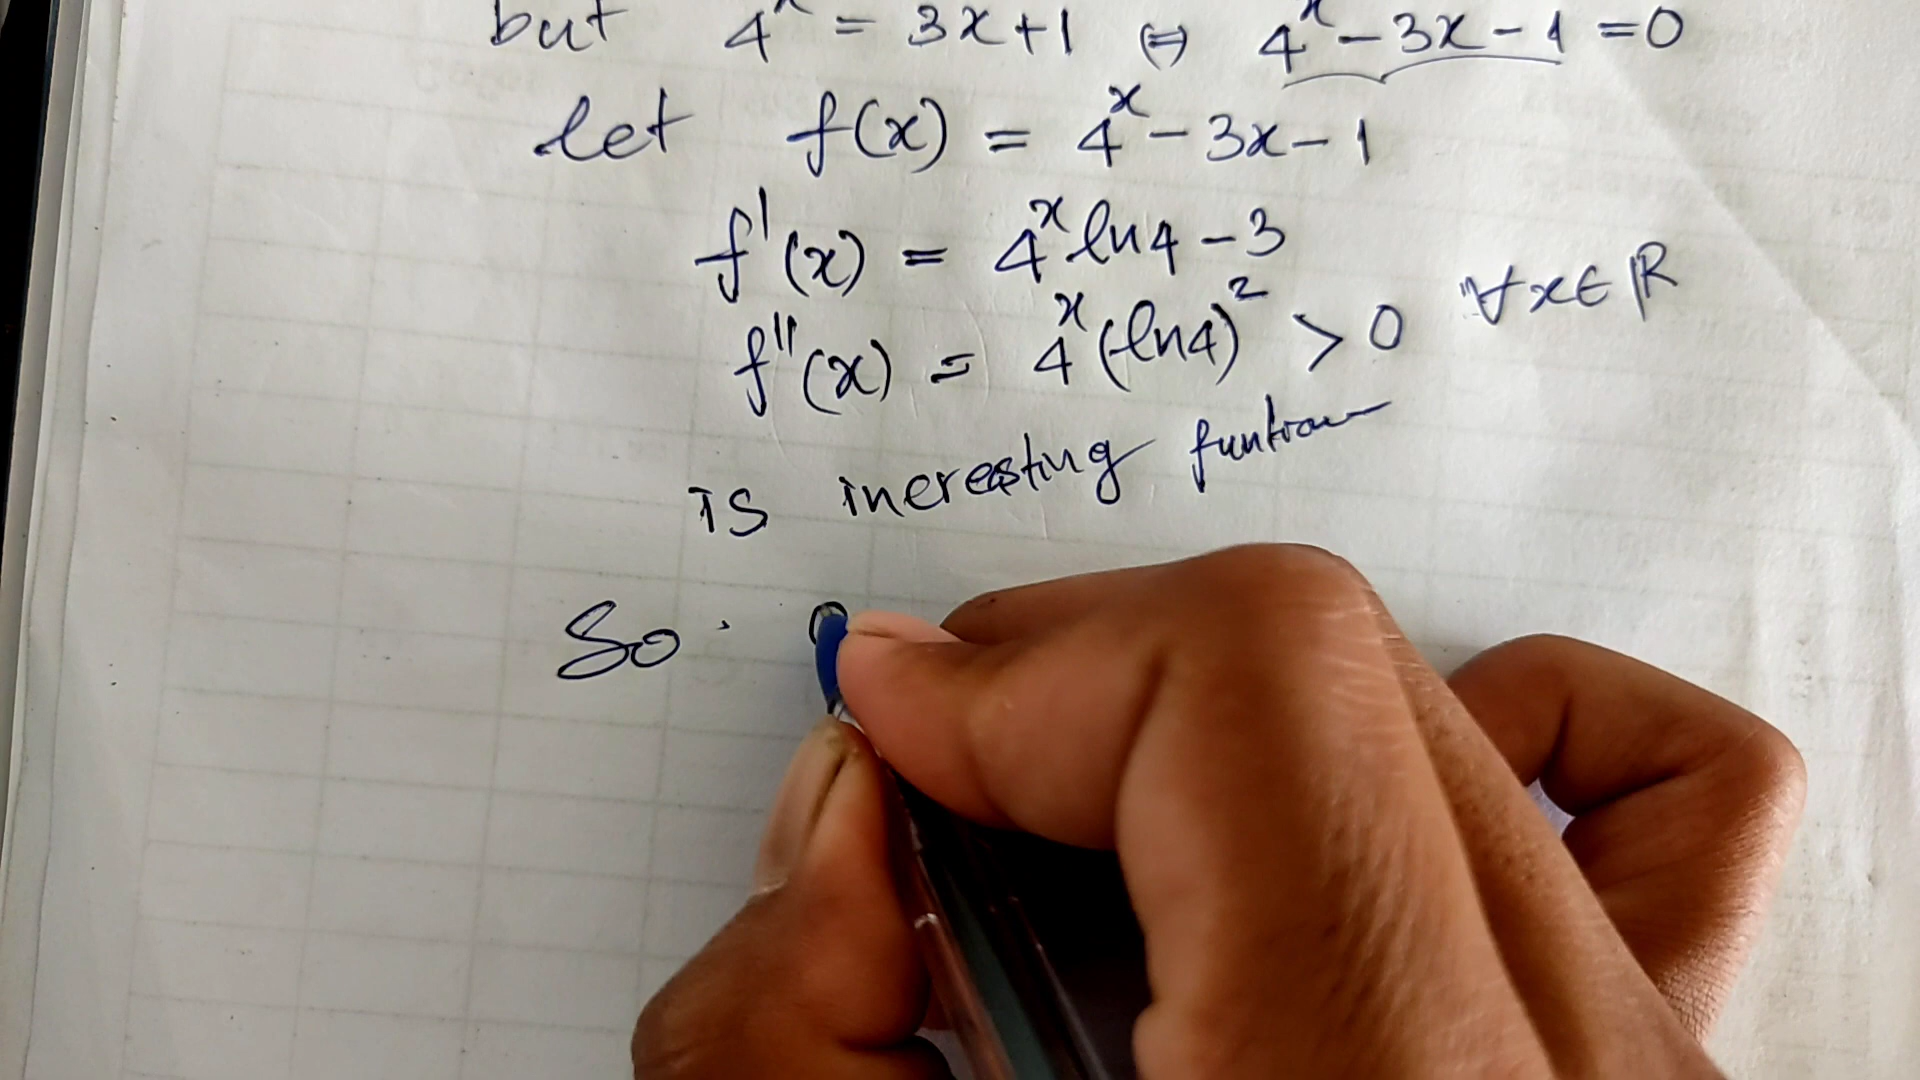 but 4^x = 3x+1 ⇔ 4^x-3x-1 =0
let f(x) = 4^x-3x-1
f'(x) = 4^x ln4-3
f''(x) = 4^x(ln4)^2 > 0 ∀x∈ℝ
is incresting funtion
So